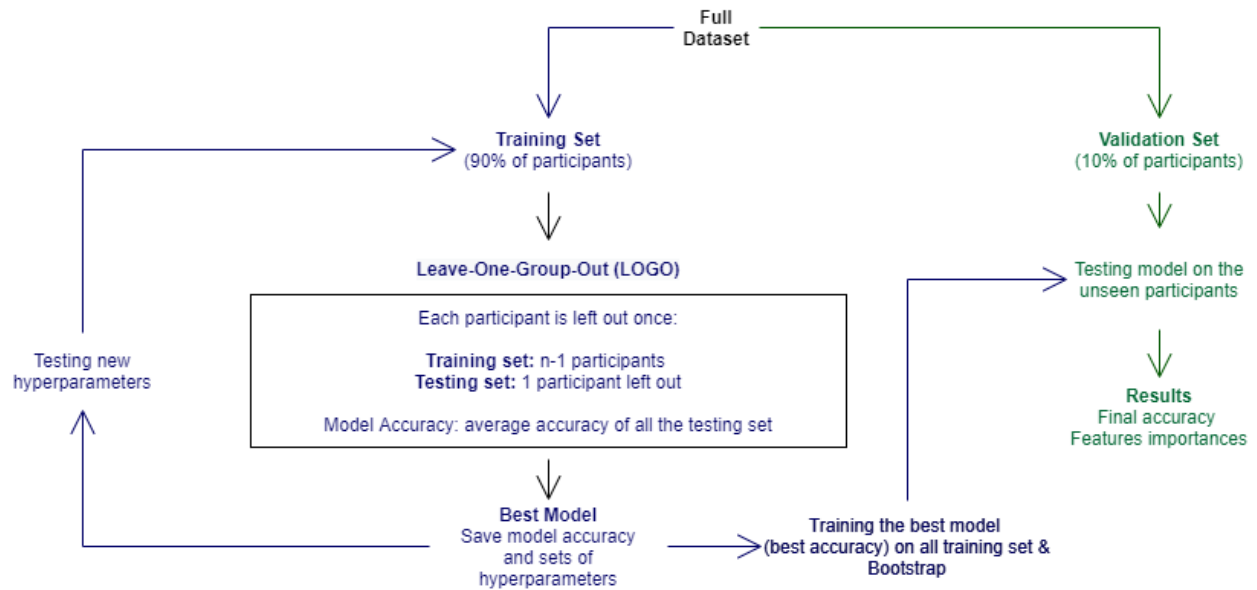 Full
Dataset
Training Set
(90% of participants)
Validation Set
(10% of participants)
Leave-One-Group-Out (LOGO)
Each participant is left out once:
Training set: n-1 participants
Testing set: 1 participant left out
Model Accuracy: average accuracy of all the testing set
Testing new
hyperparameters
Testing model on the
unseen participants
Results
Final accuracy
Features importances
Best Model
Save model accuracy
and sets of
hyperparameters
Training the best model
(best accuracy) on all training set &
Bootstrap